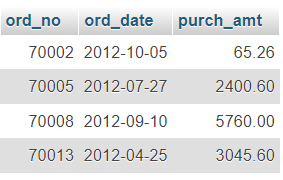 ord_no ord_date purch_amt
70002 2012-10-05 65.26
70005 2012-07-27 2400.60
70008 2012-09-10 5760.00
70013 2012-04-25 3045.60